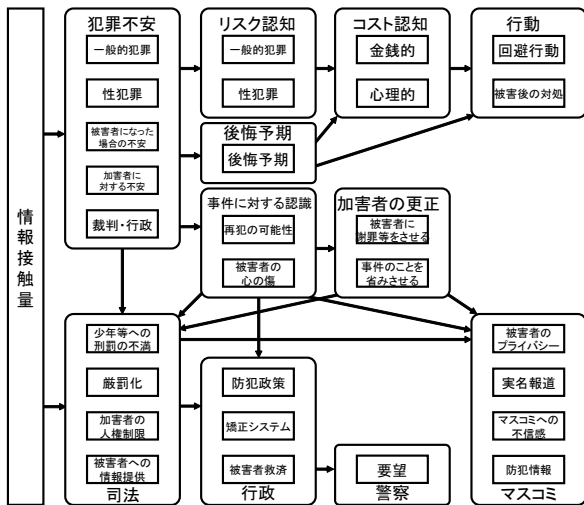 情報接触量
犯罪不安
一般的犯罪
性犯罪
被害者になった
場合の不安
加害者に
対する不安
裁判・行政
リスク認知
一般的犯罪
性犯罪
後悔予期
後悔予期
コスト認知
金銭的
心理的
行動
回避行動
被害後の対処
事件に対する認識
再犯の可能性
被害者の
心の傷
加害者の更正
被害者に
謝罪等をさせる
事件のことを
省みさせる
少年等への
刑罰の不満
厳罰化
加害者の
人権制限
被害者への
情報提供
司法
防犯政策
矯正システム
被害者救済
行政
要望
警察
被害者の
プライバシー
実名報道
マスコミへの
不信感
防犯情報
マスコミ